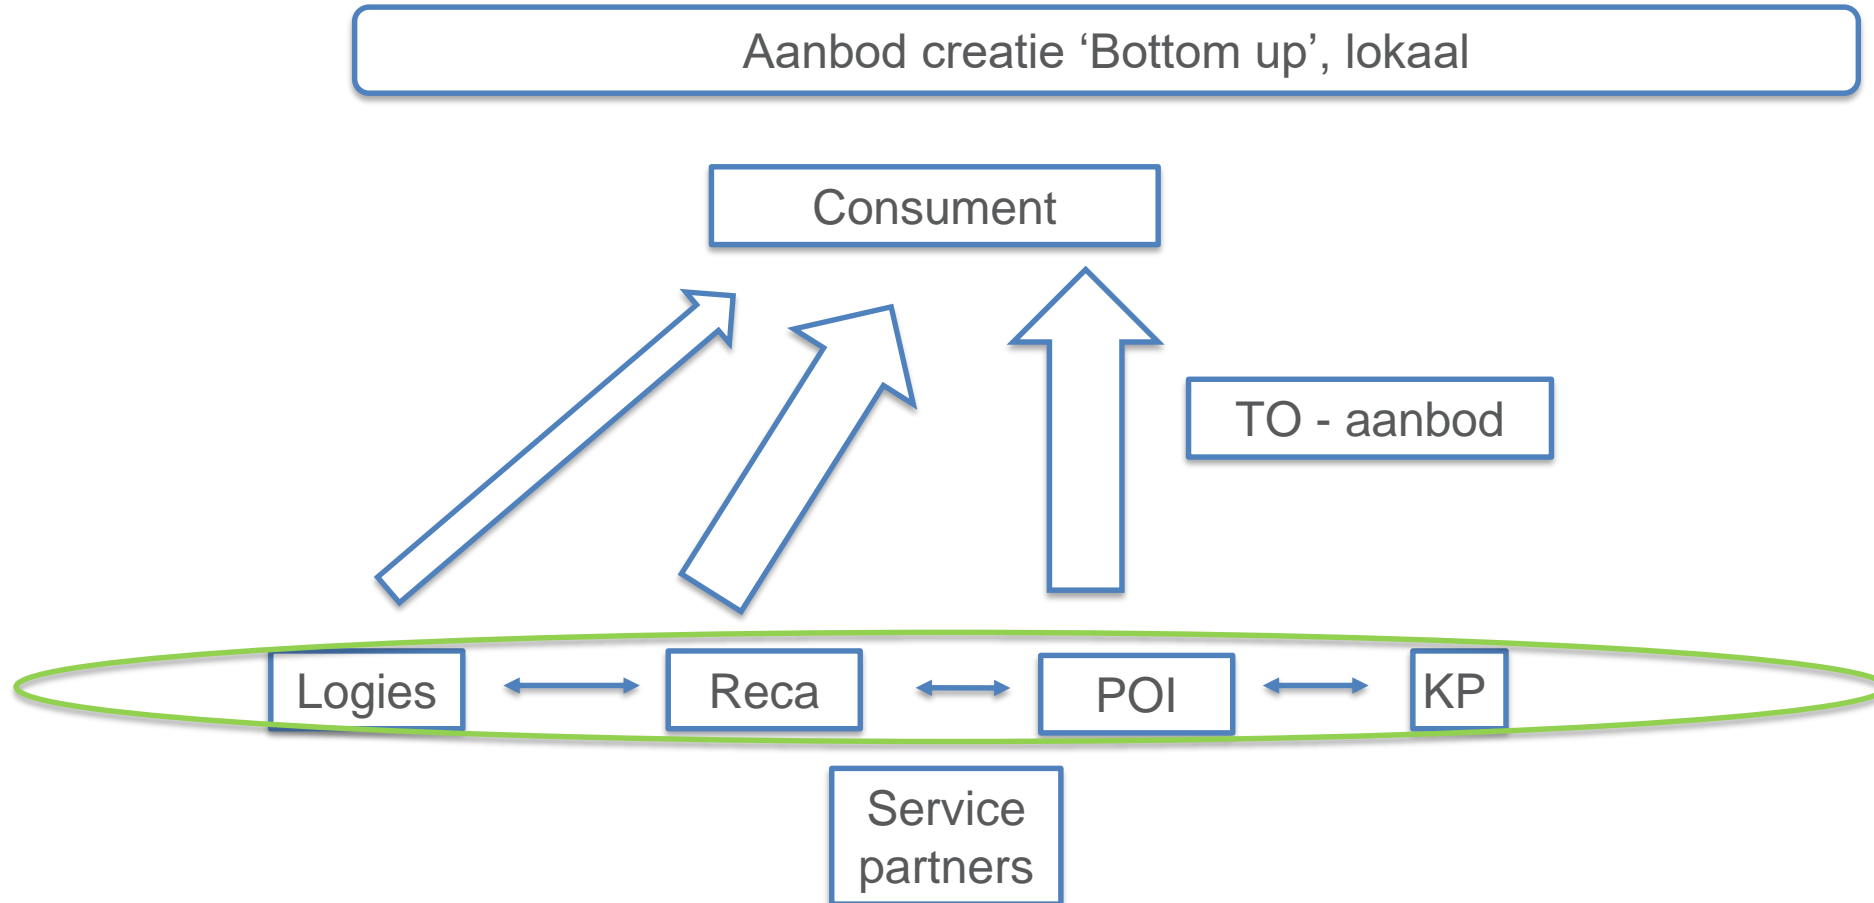 Aanbod creatie ‘Bottom up’, lokaal
Consument
TO - aanbod
Logies
Reca
POI
KP
Service
partners